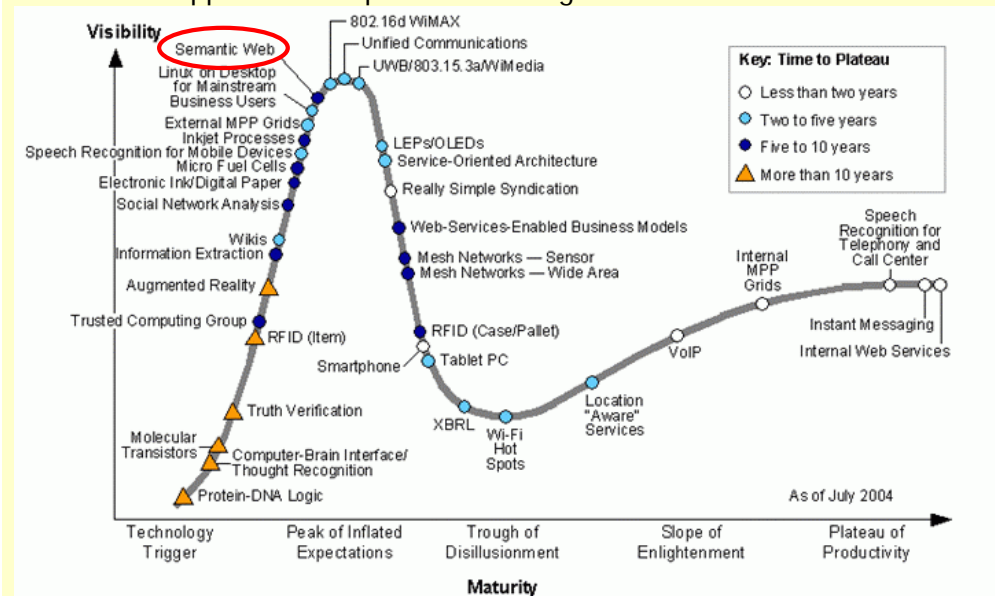 Visibility
Semantic Web
Linux on Desktop
for Mainstream
Business Users
External MPP Grids
Inkjet Processes
Speech Recognition for Mobile Devices
Micro Fuel Cells
Electronic Ink/Digital Paper
Social Network Analysis
Wikis
Information Extraction
Augmented Reality
Trusted Computing Group
RFID (Item)
Truth Verification
Molecular
Transistors
Computer-Brain Interface/
Thought Recognition
Protein-DNA Logic
802.16d WiMAX
Unified Communications
UWB/803.15.3a/WiMedia
LEPs/OLEDs
Service-Oriented Architecture
Really Simple Syndication
Web-Services-Enabled Business Models
Mesh Networks — Sensor
Mesh Networks — Wide Area
RFID (Case/Pallet)
Smartphone
Tablet PC
XBRL
Wi-Fi
Hot
Spots
Location
"Aware"
Services
VoIP
Internal
MPP
Grids
Speech
Recognition for
Telephony and
Call Center
Instant Messaging
Internal Web Services
Key: Time to Plateau
Less than two years
Two to five years
Five to 10 years
More than 10 years
As of July 2004
Technology
Trigger
Peak of Inflated
Expectations
Trough of
Disillusionment
Slope of
Enlightenment
Plateau of
Productivity
Maturity